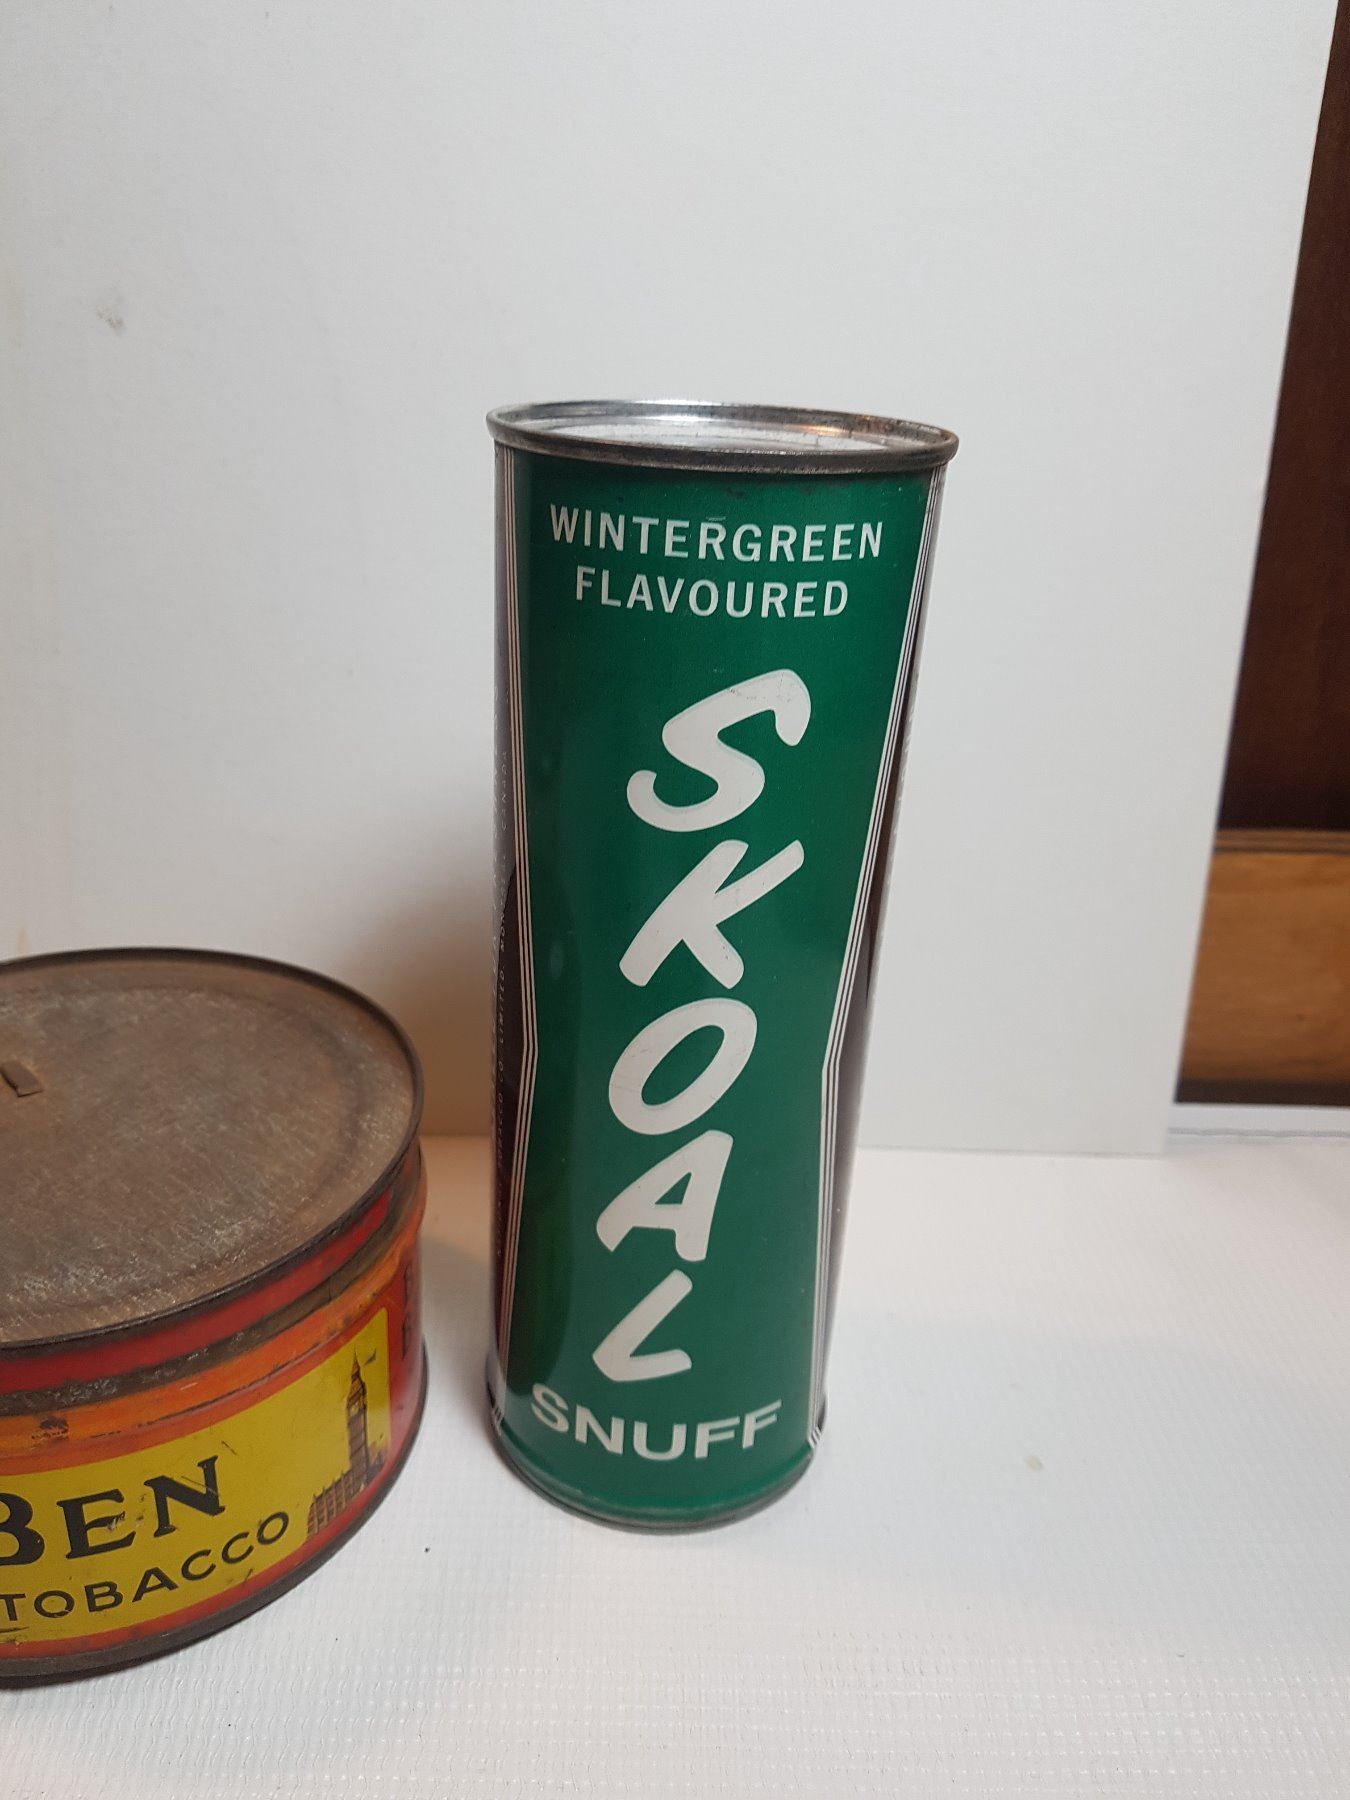 WINTERGREEN
FLAVOURED
SKOAL
SNUFF
BEN
TOBACCO